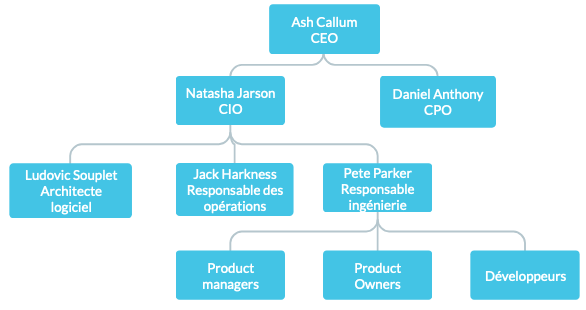 Ash Callum
CEO
Natasha Jarson
CIO
Daniel Anthony
CPO
Ludovic Souplet
Architecte
logiciel
Jack Harkness
Responsable des
opérations
Pete Parker
Responsable
ingénierie
Product
managers
Product
Owners
Développeurs